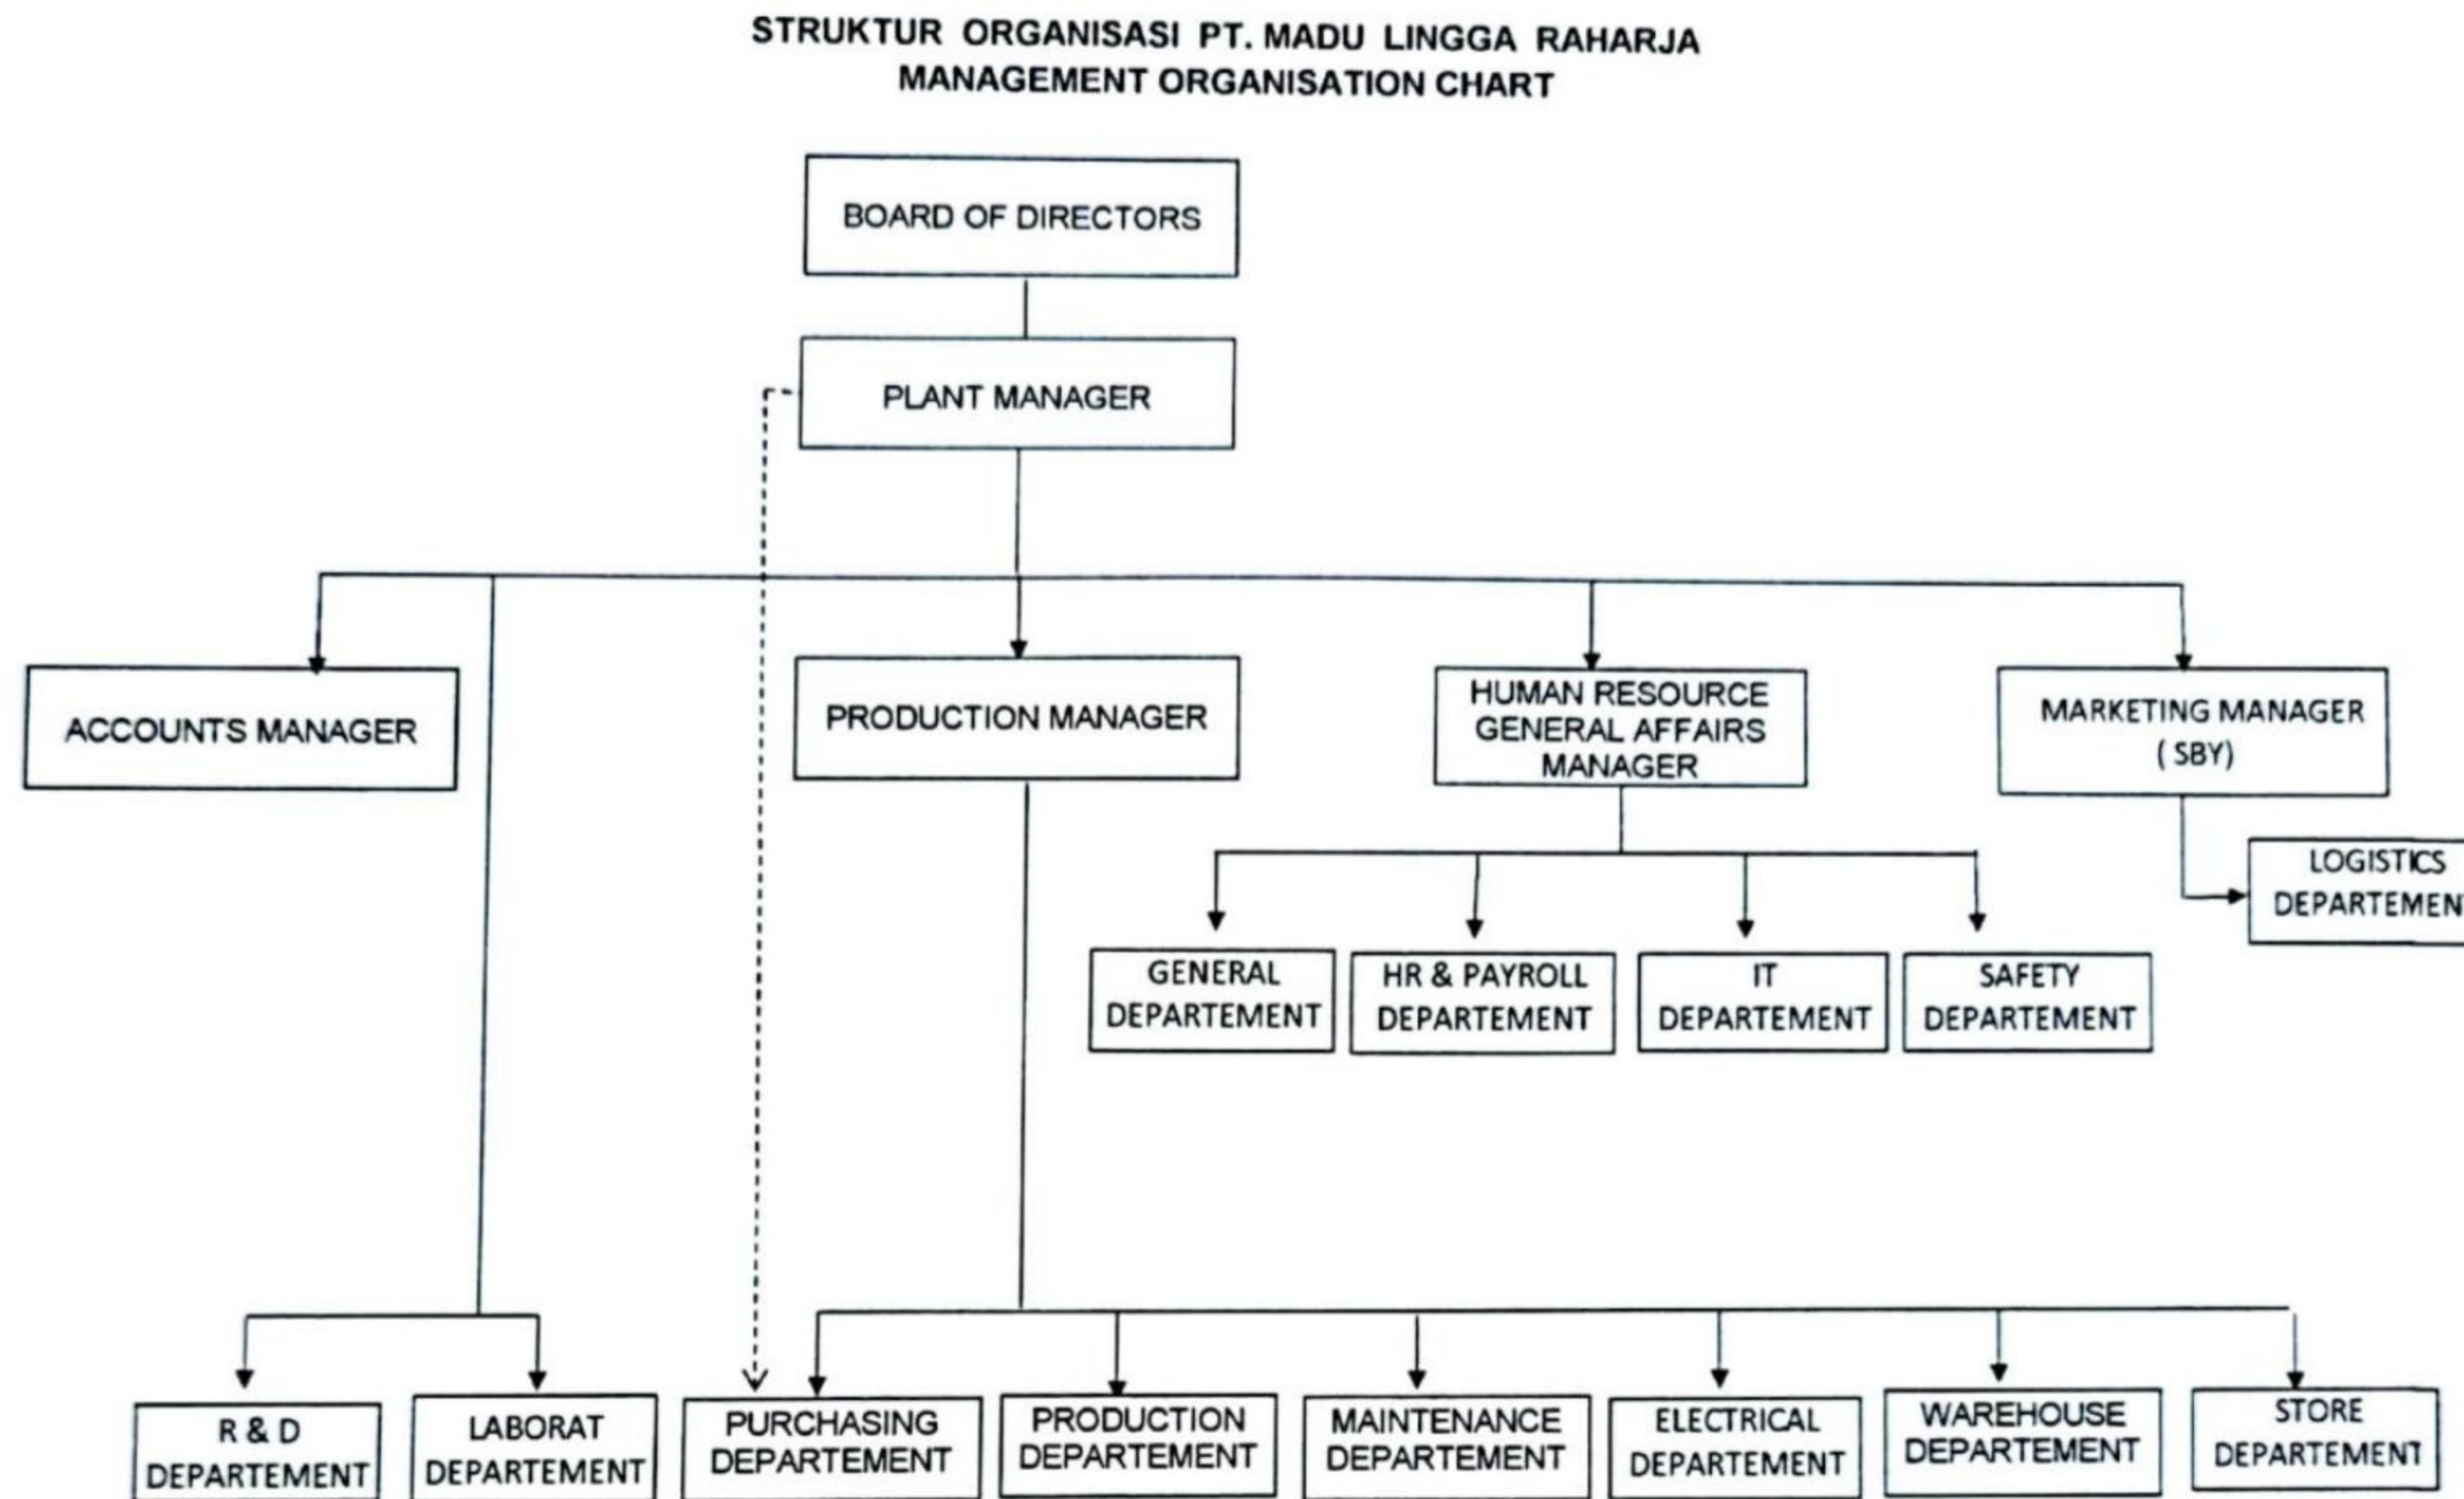 STRUKTUR ORGANISASI PT. MADU LINGGA RAHARJA
MANAGEMENT ORGANISATION CHART
BOARD OF DIRECTORS
PLANT MANAGER
ACCOUNTS MANAGER
PRODUCTION MANAGER
HUMAN RESOURCE
GENERAL AFFAIRS
MANAGER
MARKETING MANAGER
( SBY)
LOGISTICS
DEPARTEMENT
GENERAL
DEPARTEMENT
HR & PAYROLL
DEPARTEMENT
IT
DEPARTEMENT
SAFETY
DEPARTEMENT
R & D
DEPARTEMENT
LABORAT
DEPARTEMENT
PURCHASING
DEPARTEMENT
PRODUCTION
DEPARTEMENT
MAINTENANCE
DEPARTEMENT
ELECTRICAL
DEPARTEMENT
WAREHOUSE
DEPARTEMENT
STORE
DEPARTEMENT